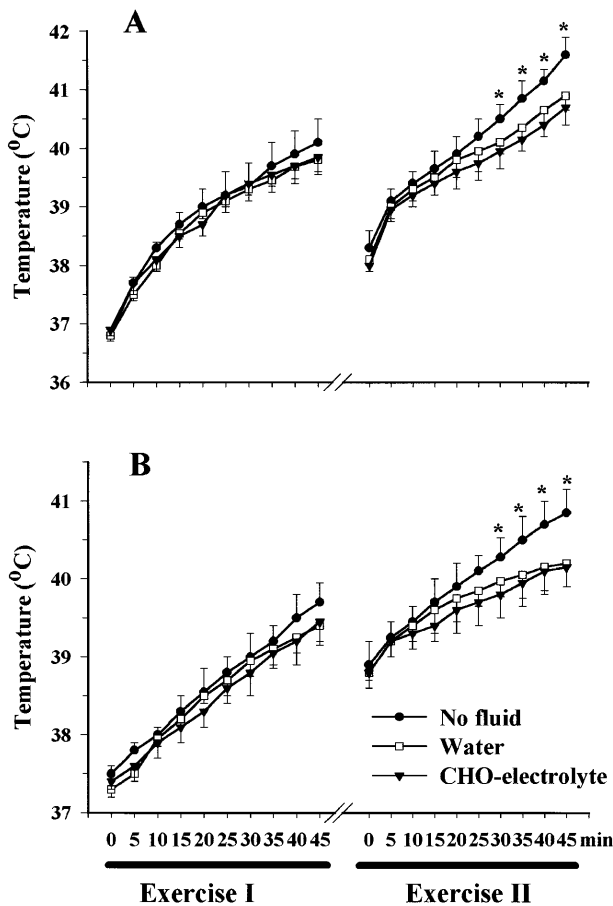 A
Temperature (⁰C)
42
41
40
39
38
37
36
* * * *
B
Temperature (⁰C)
41
40
39
38
37
* * * *
No fluid
Water
CHO-electrolyte
0 5 10 15 20 25 30 35 40 45 0 5 10 15 20 25 30 35 40 45 min
Exercise I Exercise II